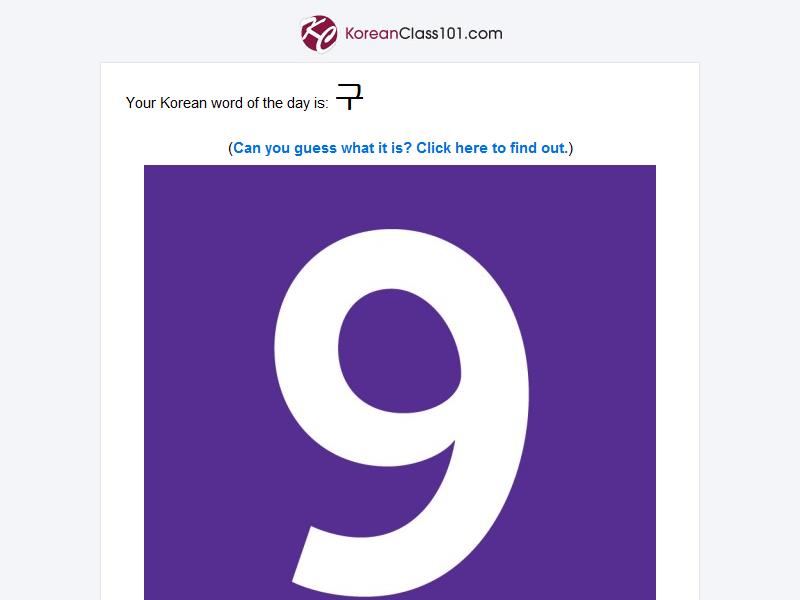 KoreanClass101.com
Your Korean word of the day is: 구
(Can you guess what it is? Click here to find out.)
9